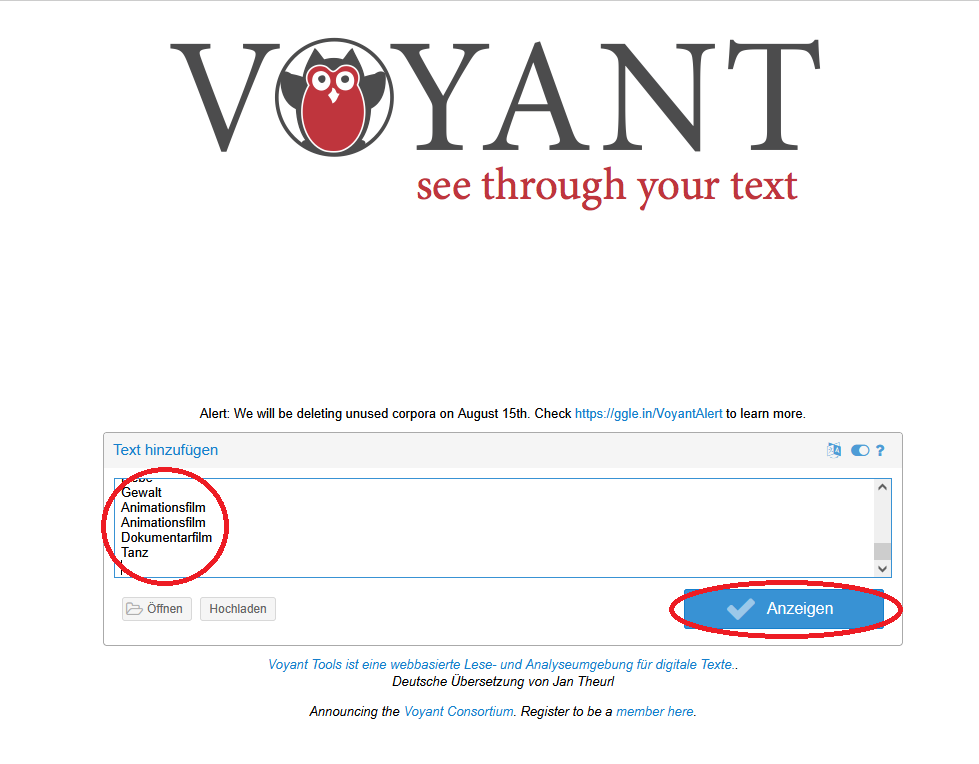 VOYANT
see through your text
Alert: We will be deleting unused corpora on August 15th. Check https://ggle.in/VoyantAlert to learn more.
Text hinzufügen
?
Gewalt
Animationsfilm
Animationsfilm
Dokumentarfilm
Tanz
Öffnen Hochladen
Anzeigen
Voyant Tools ist eine webbasierte Lese- und Analyseumgebung für digitale Texte..
Deutsche Übersetzung von Jan Theurl
Announcing the Voyant Consortium. Register to be a member here.